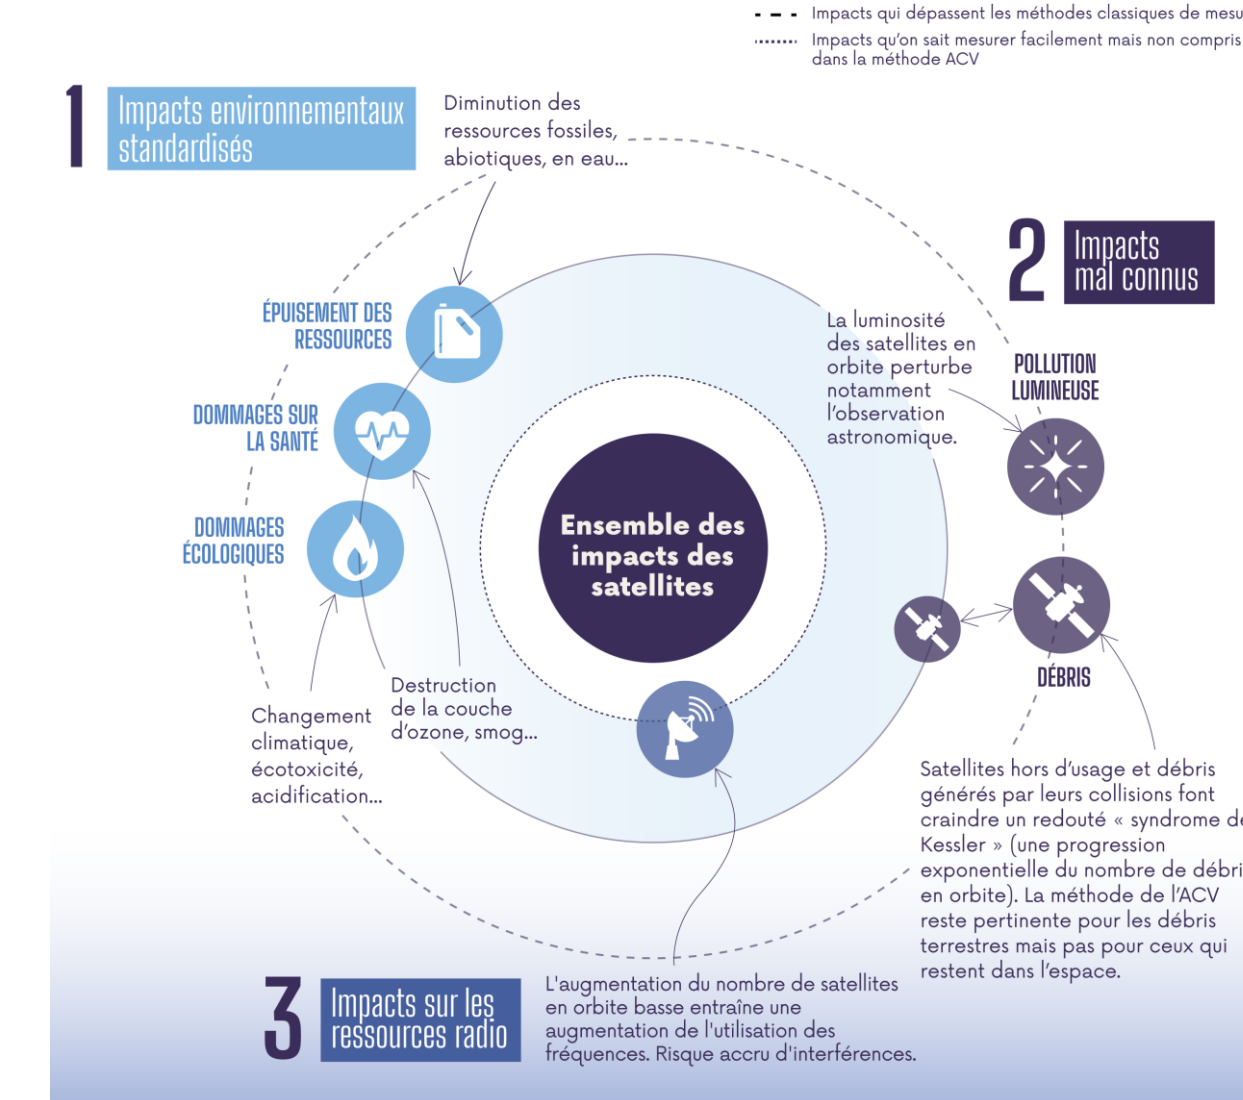 Impacts qui dépassent les méthodes classiques de
Impacts qu'on sait mesurer facilement mais non compris
dans la méthode ACV
1
Impacts environnementaux
standardisés
Diminution des
ressources fossiles,
abiotiques, en eau...
2
Impacts
mal connus
ÉPUISEMENT DES
RESSOURCES
La luminosité
des satellites en
orbite perturbe
notamment
l'observation
astronomique.
POLLUTION
LUMINEUSE
DOMMAGES SUR
LA SANTÉ
DOMMAGES
ÉCOLOGIQUES
Ensemble des
impacts des
satellites
DÉBRIS
Destruction
de la couche
d'ozone, smog...
Changement
climatique,
écotoxicité,
acidification...
Satellites hors d'usage et débris
générés par leurs collisions font
craindre un redouté « syndrome de
Kessler » (une progression
exponentielle du nombre de débri
en orbite). La méthode de l'ACV
reste pertinente pour les débris
terrestres mais pas pour ceux qui
restent dans l'espace.
3
Impacts sur les
ressources radio
L'augmentation du nombre de satellites
en orbite basse entraîne une
augmentation de l'utilisation des
fréquences. Risque accru d'interférences.